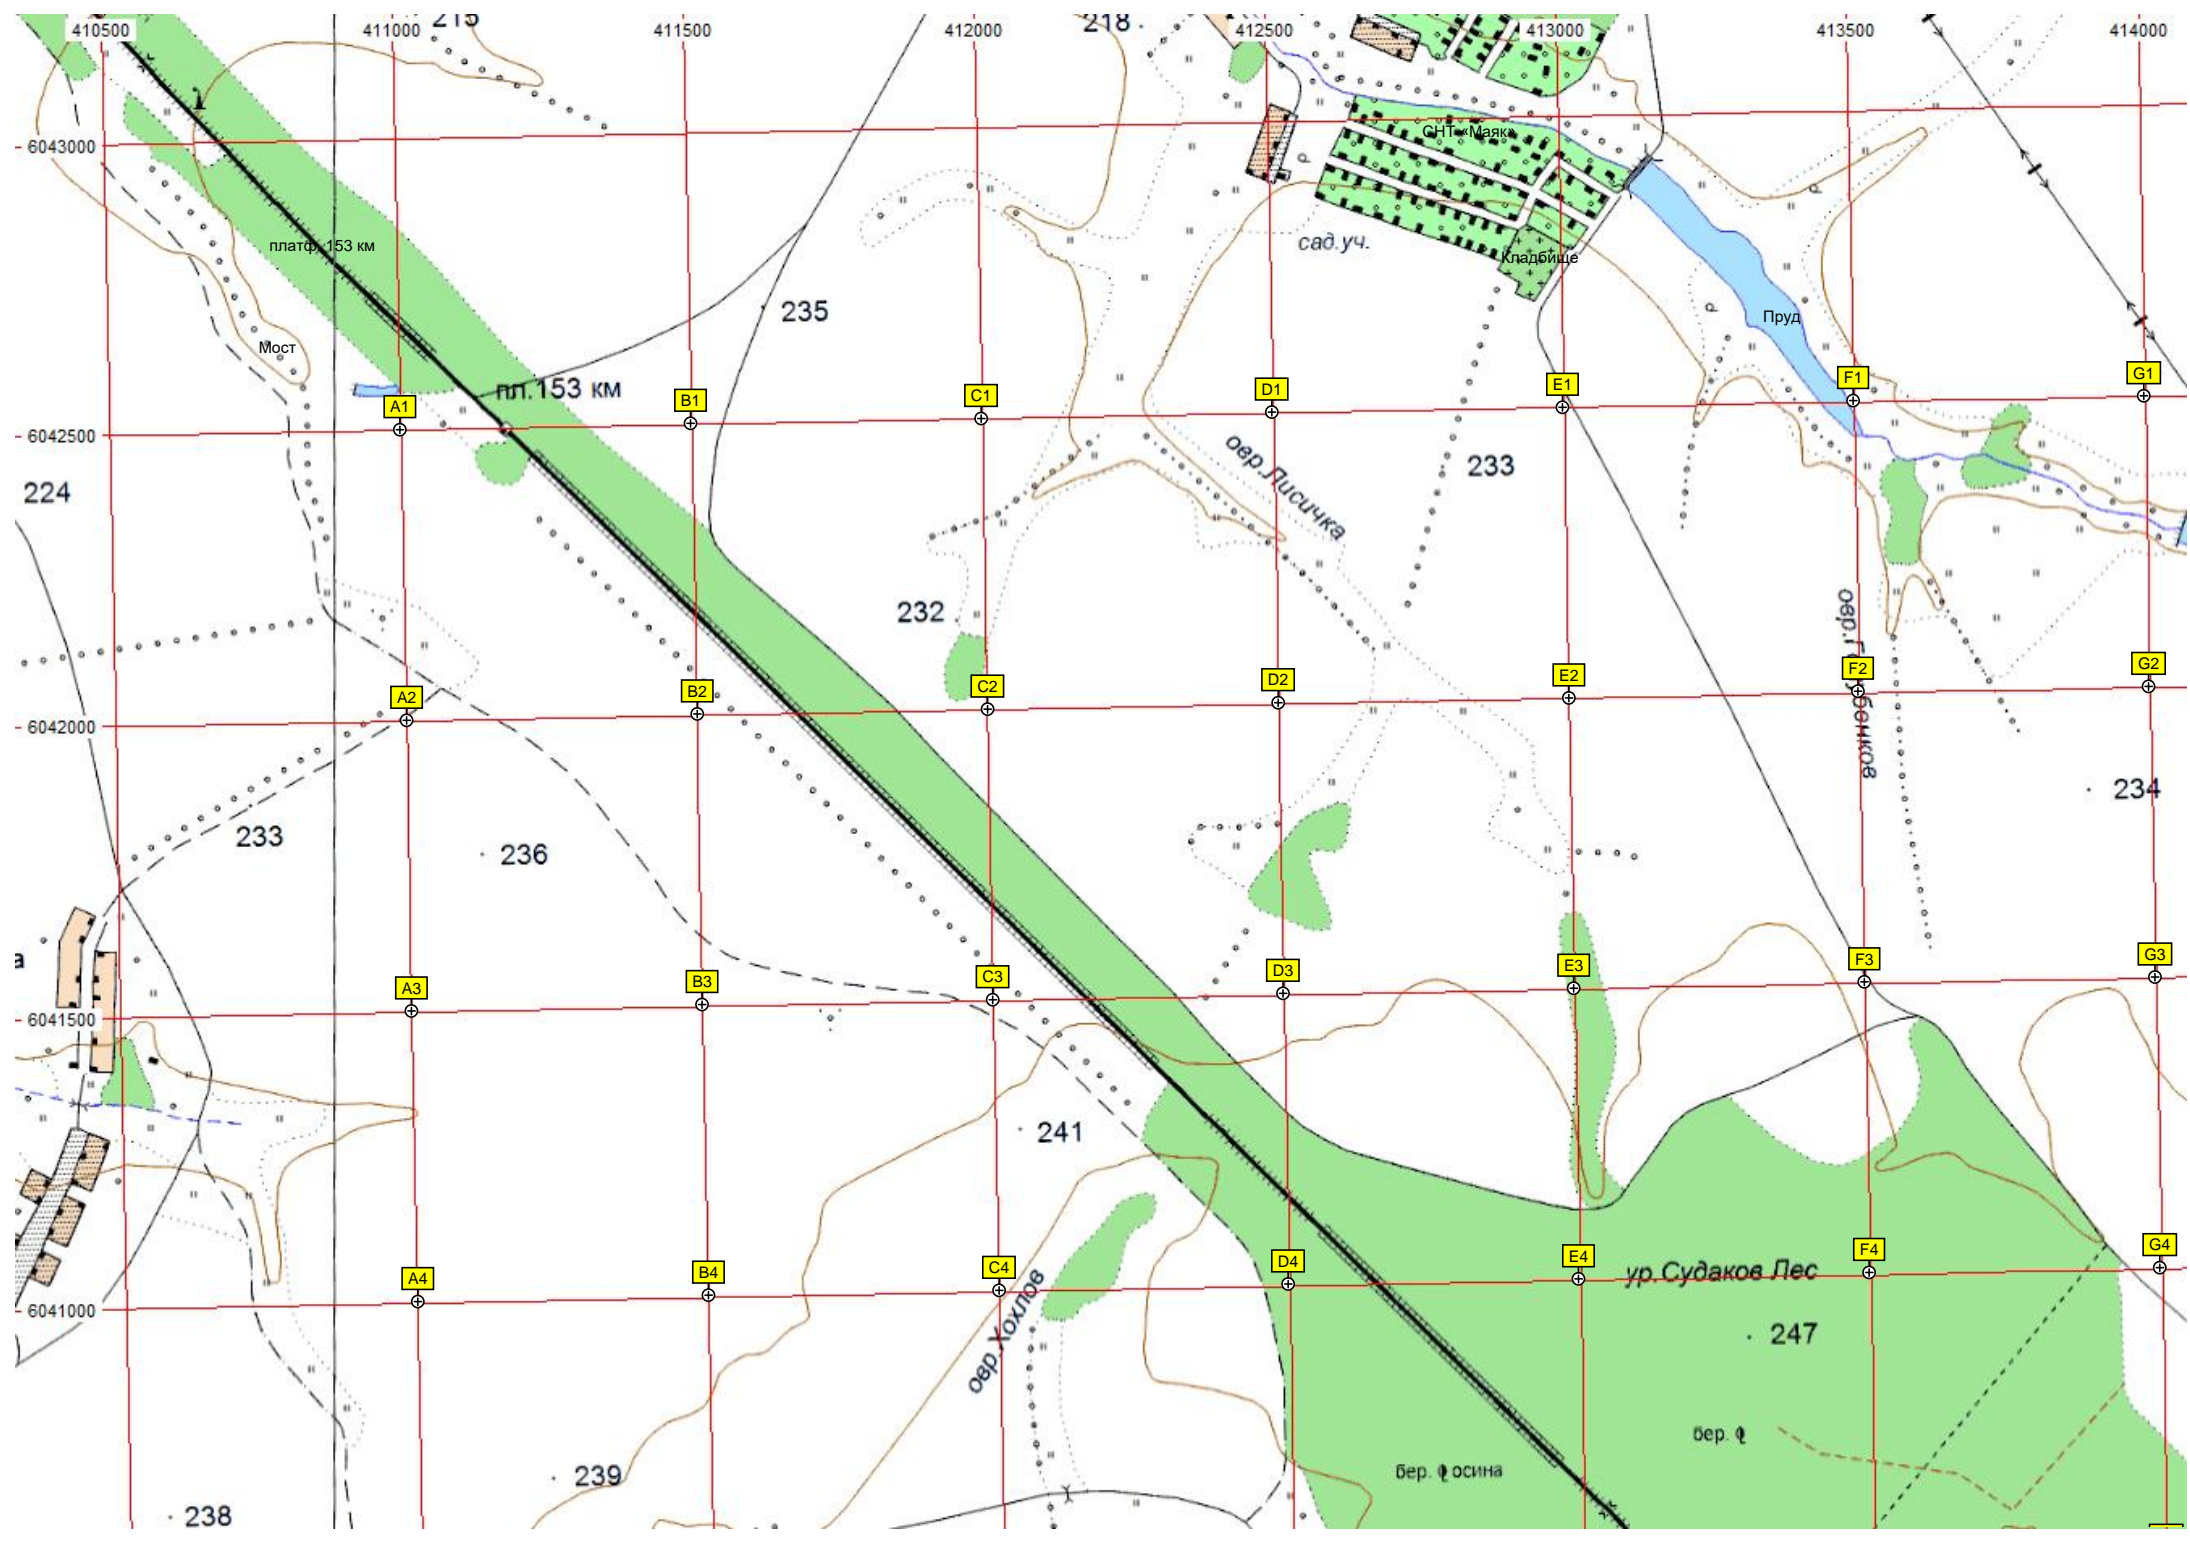 215
218
410500 411000 411500 412000 412500 413000 413500 414000
СНТ «Маяк»
6043000
сад.уч.
платф. 153 км
Кладбище
235
Пруд
Мост
пл.153 км
A1 B1 C1 D1 E1 F1 G1
6042500
овр.Лисичка
233
224
232
A2 B2 C2 D2 E2 F2 G2
6042000
234
233
236
а
A3 B3 C3 D3 E3 F3 G3
6041500
241
ур.Судаков Лес
A4 B4 C4 D4 E4 F4 G4
6041000
овр.Хохлов
247
бер.
бер. осина
239
238